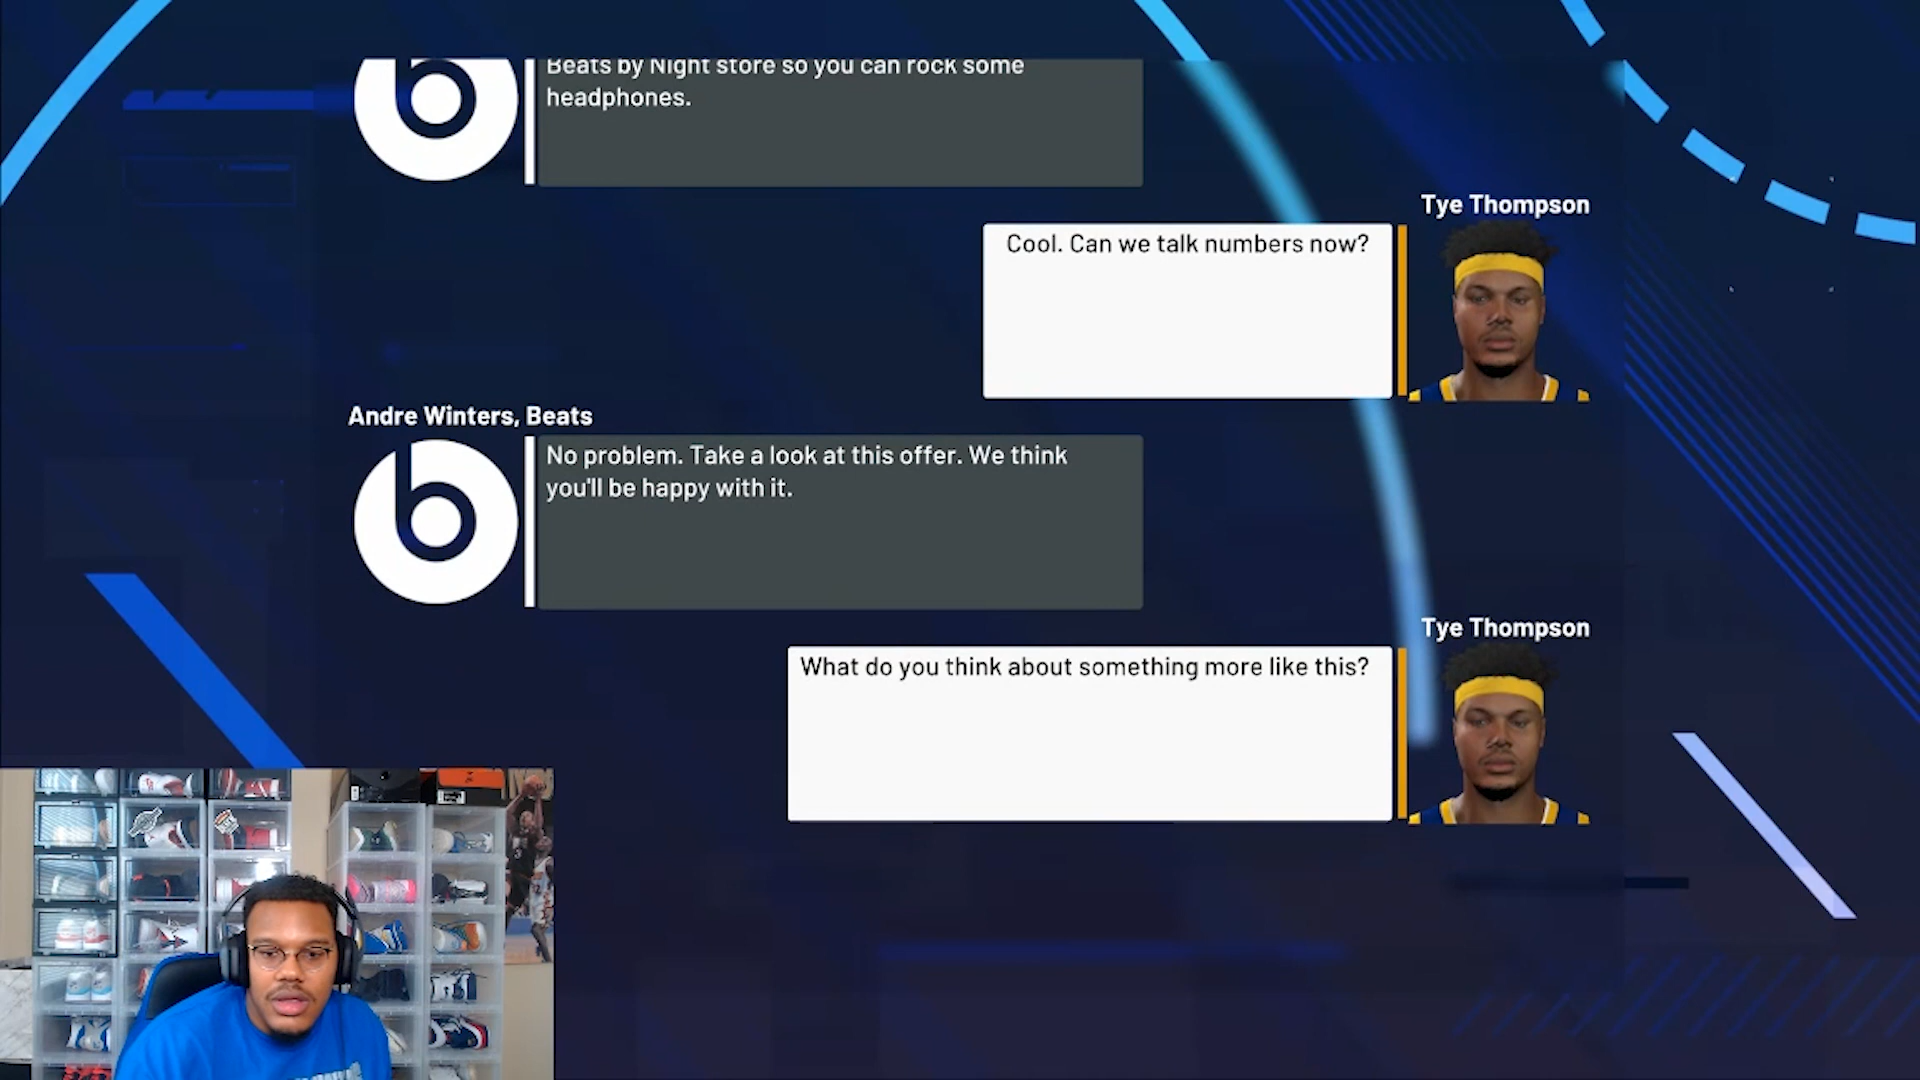 Beats by Night store so you can rock some
headphones.
Tye Thompson
Cool. Can we talk numbers now?
Andre Winters, Beats
No problem. Take a look at this offer. We think
you'll be happy with it.
Tye Thompson
What do you think about something more like this?